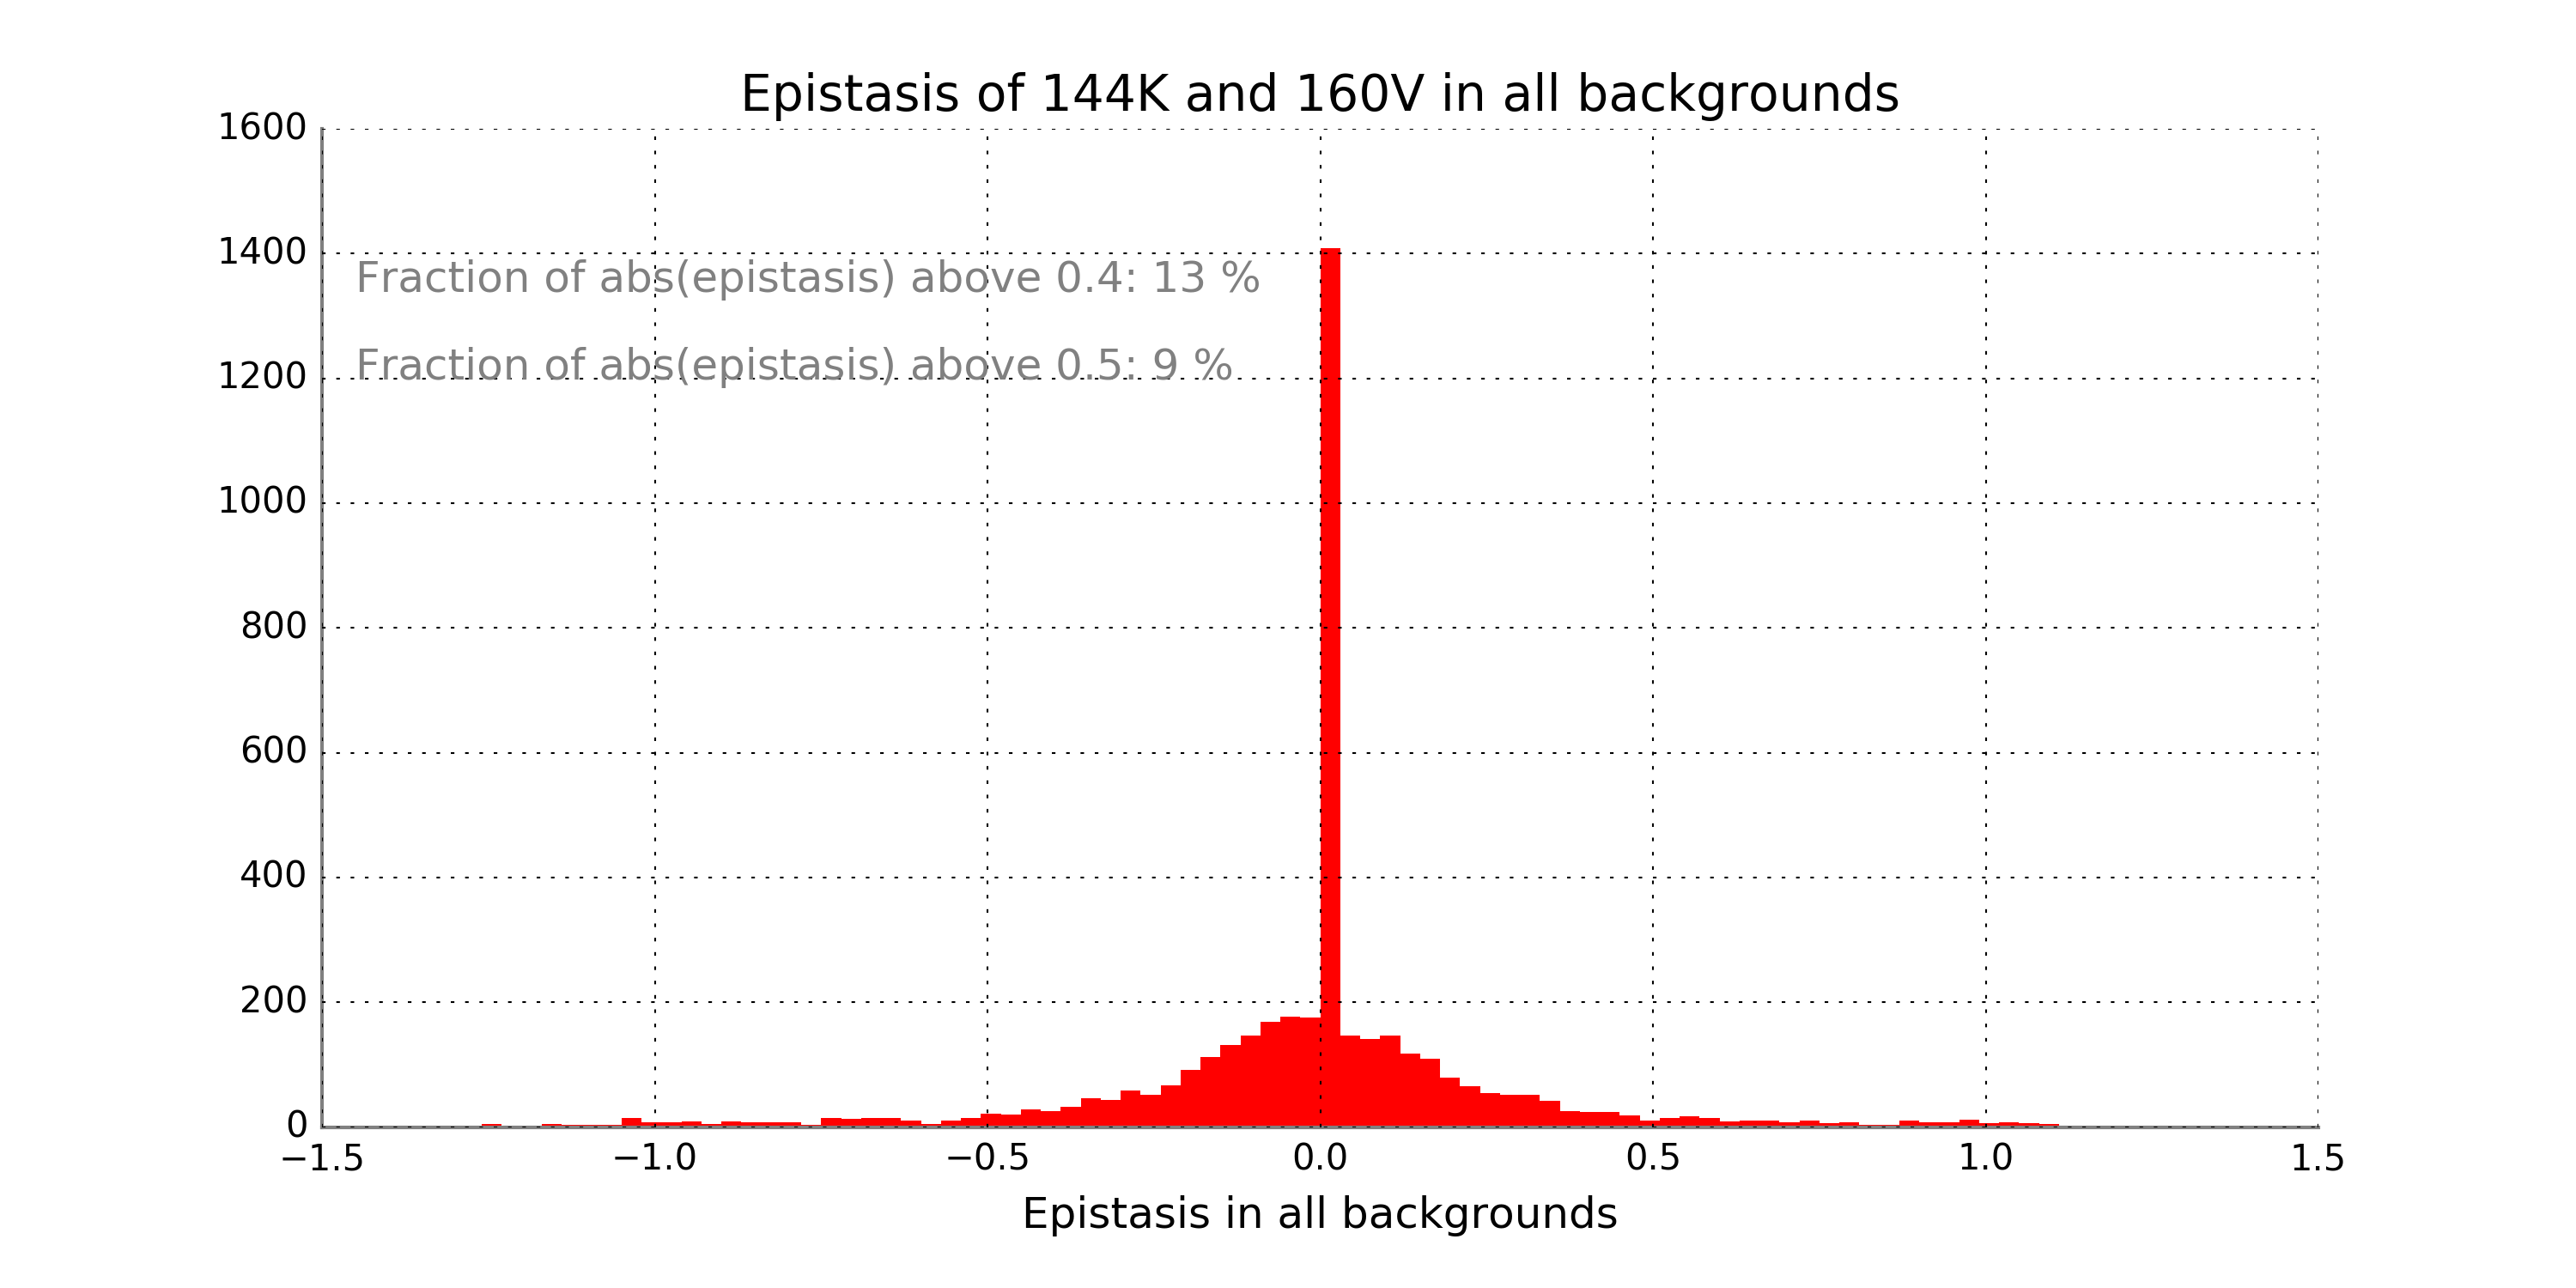 Epistasis of 144K and 160V in all backgrounds
1600
1400
Fraction of abs(epistasis) above 0.4: 13 %
Fraction of abs(epistasis) above 0.5: 9 %
1200
1000
800
600
400
200
0
−1.5 −1.0 −0.5 0.0 0.5 1.0 1.5
Epistasis in all backgrounds